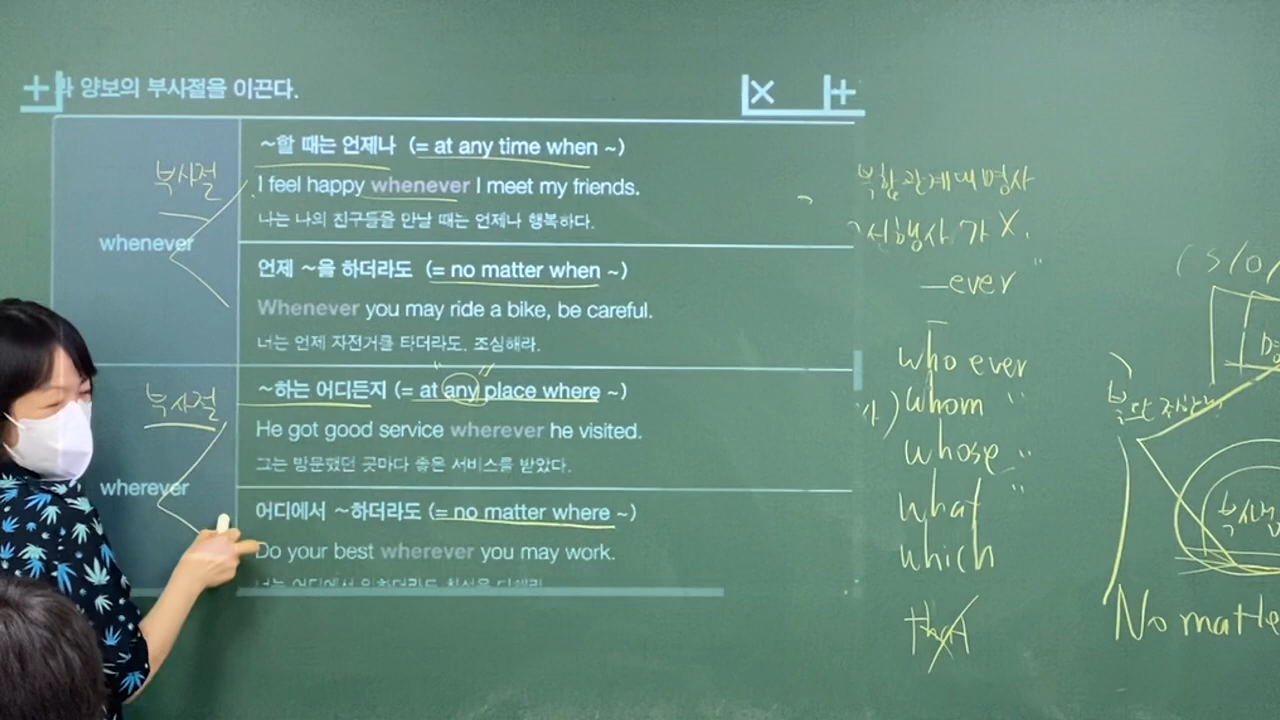 양보의 부사절을 이끈다.
부사절
whenever
~할 때는 언제나 (= at any time when ~)
I feel happy whenever I meet my friends.
나는 나의 친구들을 만날 때는 언제나 행복하다.
언제 ~을 하더라도 (= no matter when ~)
Whenever you may ride a bike, be careful.
너는 언제 자전거를 타더라도, 조심해라.
부사절
wherever
~하는 어디든지 (= at "any" place where ~)
He got good service wherever he visited.
그는 방문했던 곳마다 좋은 서비스를 받았다.
어디에서 ~하더라도 (= no matter where ~)
Do your best wherever you may work.
복합관계대명사
선행사가 X.
—ever "
who ever
whom "
whose "
what "
which
that
(S/O/
No matte